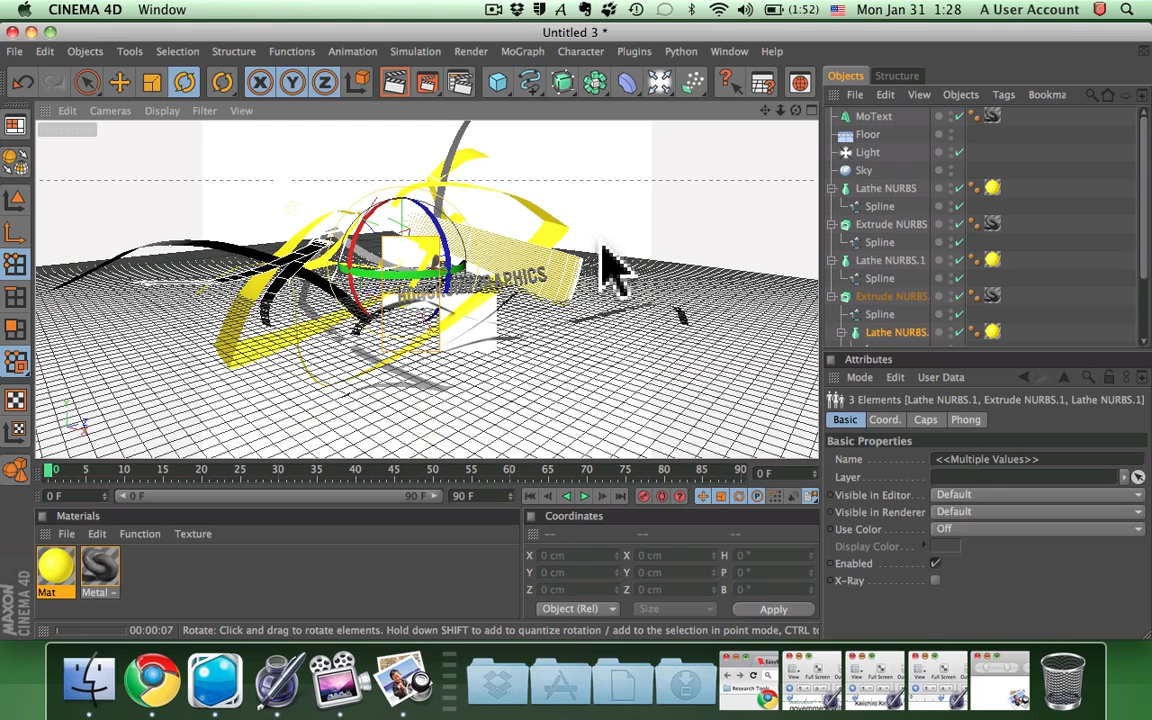 CINEMA 4D Window
(1:52) Mon Jan 31 1:28 A User Account
Untitled 3 *
File Edit Objects Tools Selection Structure Functions Animation Simulation Render MoGraph Character Plugins Python Window Help
X Y Z
Objects Structure
File Edit View Objects Tags Bookma
Edit Cameras Display Filter View
MoText
Floor
Light
Sky
Lathe NURBS
Spline
Extrude NURBS
Spline
Lathe NURBS.1
Spline
Extrude NURBS.
Spline
Lathe NURBS.
Attributes
Mode Edit User Data
3 Elements [Lathe NURBS.1, Extrude NURBS.1, Lathe NURBS.1]
Basic Coord. Caps Phong
Basic Properties
Name <<Multiple Values>>
Layer
Visible in Editor Default
Visible in Renderer Default
Use Color Off
Display Color
Enabled
X-Ray
0 5 10 15 20 25 30 35 40 45 50 55 60 65 70 75 80 85 90 0 F
0 F 0 F 90 F 90 F
Materials
File Edit Function Texture
Mat
Metal -
Coordinates
-- -- --
X 0 cm X 0 cm H 0 °
Y 0 cm Y 0 cm P 0 °
Z 0 cm Z 0 cm B 0 °
Object (Rel) Size Apply
MAXON
CINEMA 4D
00:00:07 Rotate: Click and drag to rotate elements. Hold down SHIFT to add to quantize rotation / add to the selection in point mode, CTRL to